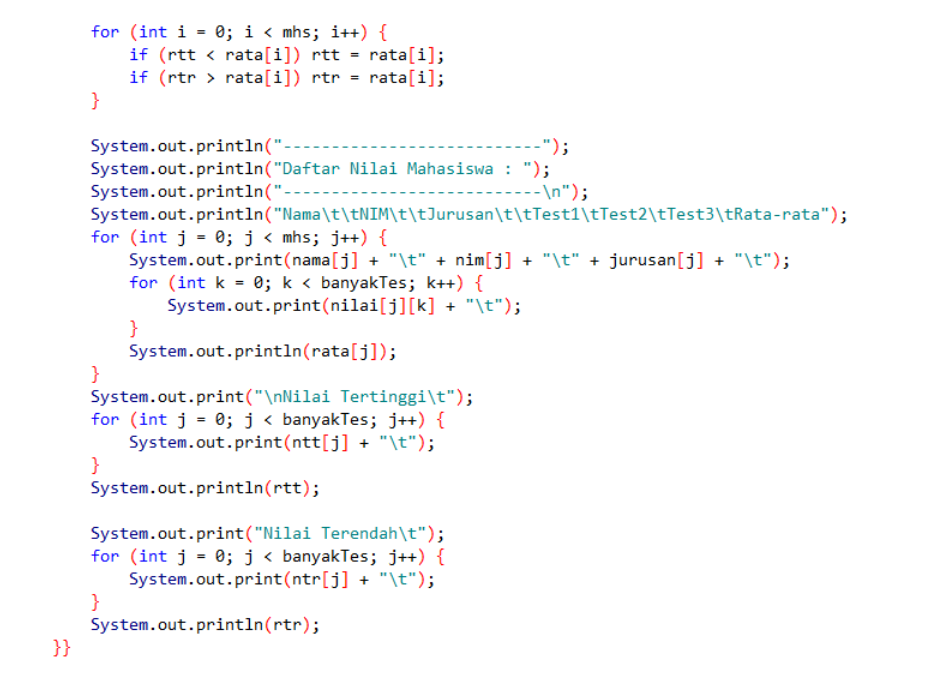 for (int i = 0; i < mhs; i++) {
if (rtt < rata[i]) rtt = rata[i];
if (rtr > rata[i]) rtr = rata[i];
}
System.out.println("---------------------------");
System.out.println("Daftar Nilai Mahasiswa : ");
System.out.println("---------------------------\n");
System.out.println("Nama\t\tNIM\t\tJurusan\t\tTest1\tTest2\tTest3\tRata-rata");
for (int j = 0; j < mhs; j++) {
System.out.print(nama[j] + "\t" + nim[j] + "\t" + jurusan[j] + "\t");
for (int k = 0; k < banyakTes; k++) {
System.out.print(nilai[j][k] + "\t");
}
System.out.println(rata[j]);
}
System.out.print("\nNilai Tertinggi\t");
for (int j = 0; j < banyakTes; j++) {
System.out.print(ntt[j] + "\t");
}
System.out.println(rtt);
System.out.print("Nilai Terendah\t");
for (int j = 0; j < banyakTes; j++) {
System.out.print(ntr[j] + "\t");
}
System.out.println(rtr);
}}